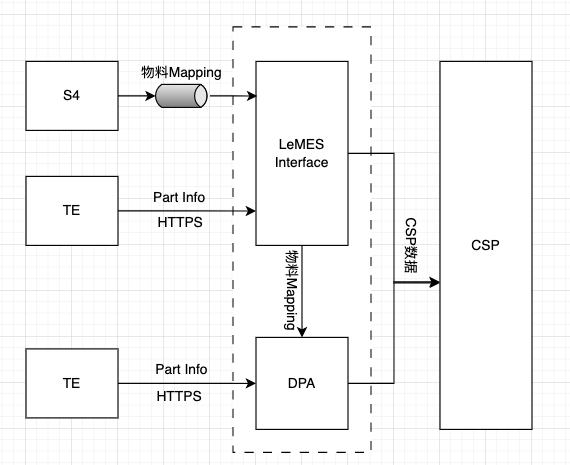 物料Mapping
S4
LeMES
Interface
TE
Part Info
HTTPS
CSP数据
CSP
物料Mapping
TE
Part Info
HTTPS
DPA